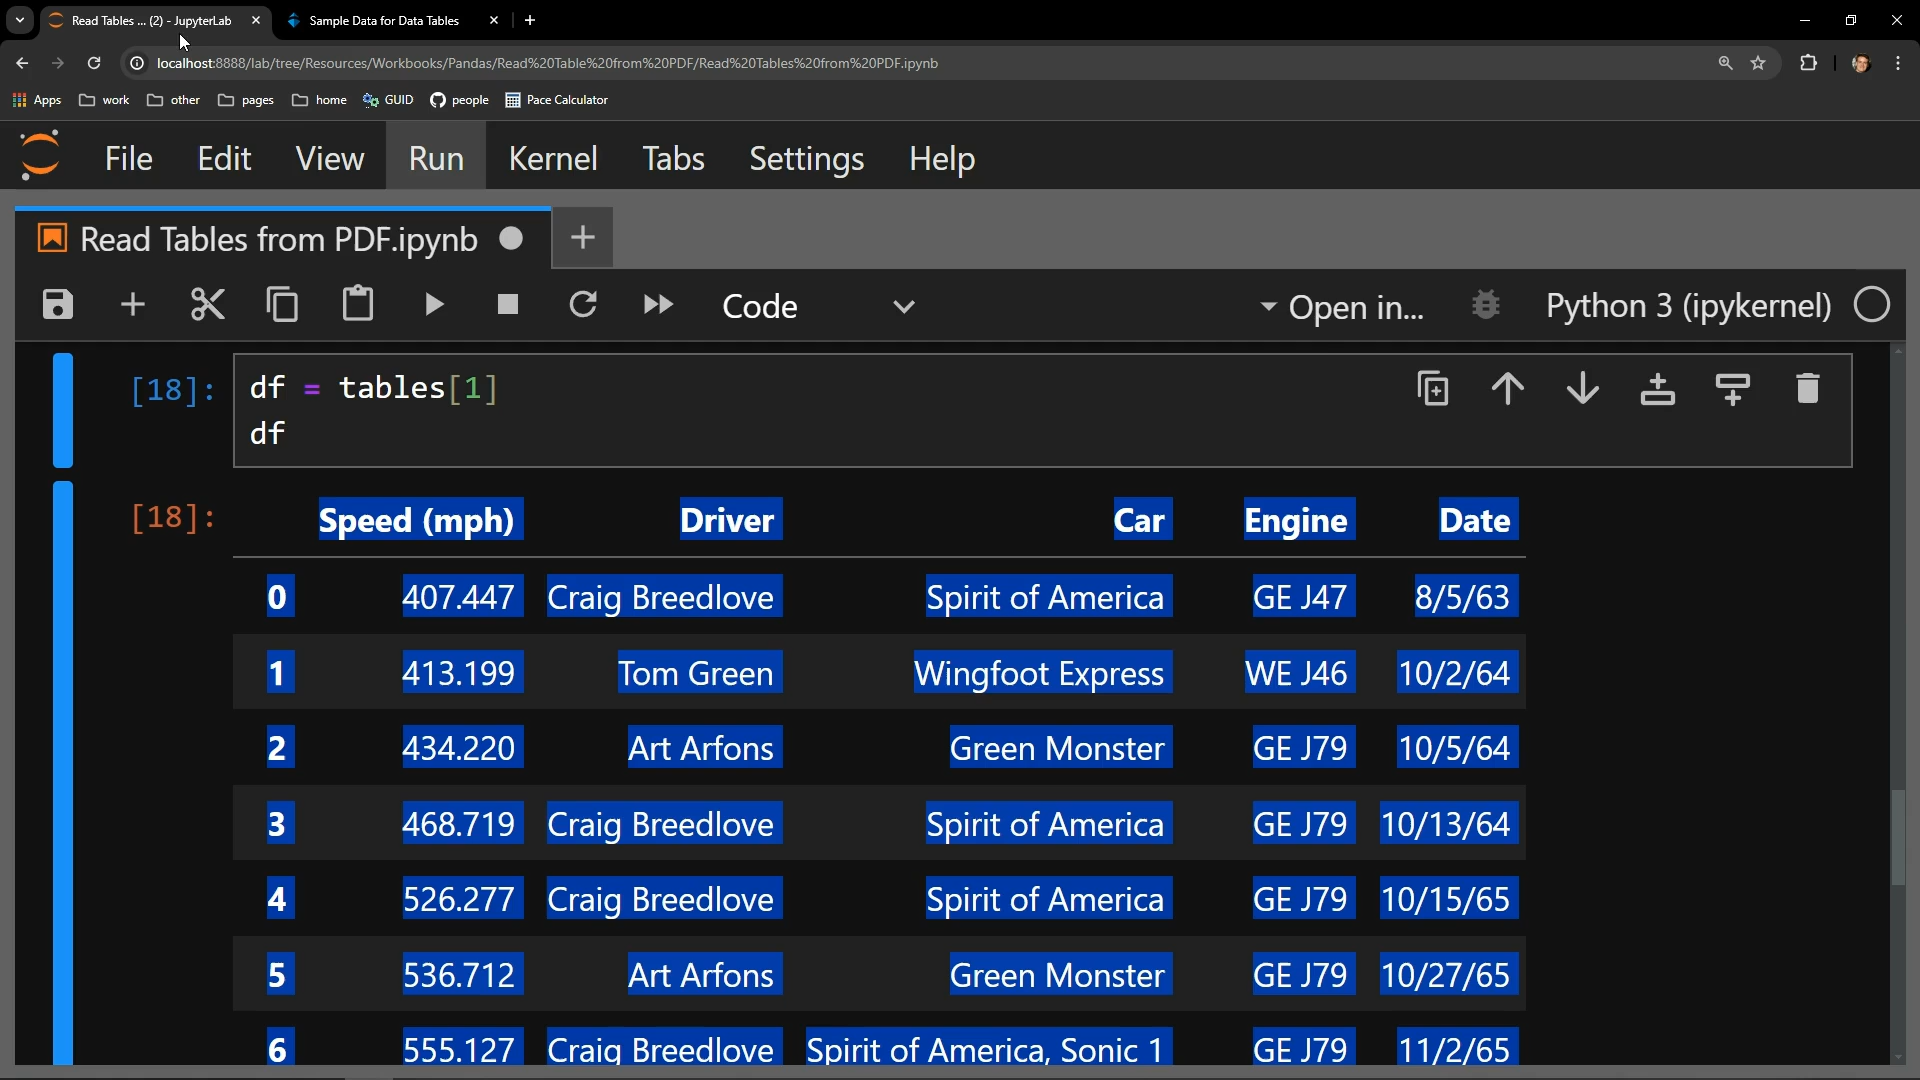 Read Tables ... (2) - JupyterLab
Sample Data for Data Tables
localhost:8888/lab/tree/Resources/Workbooks/Pandas/Read%20Table%20from%20PDF/Read%20Tables%20from%20PDF.ipynb
Apps work other pages home GUID people Pace Calculator
File Edit View Run Kernel Tabs Settings Help
Read Tables from PDF.ipynb
Code Open in... Python 3 (ipykernel)
[18]: df = tables[1]
df
[18]: Speed (mph) Driver Car Engine Date
0 407.447 Craig Breedlove Spirit of America GE J47 8/5/63
1 413.199 Tom Green Wingfoot Express WE J46 10/2/64
2 434.220 Art Arfons Green Monster GE J79 10/5/64
3 468.719 Craig Breedlove Spirit of America GE J79 10/13/64
4 526.277 Craig Breedlove Spirit of America GE J79 10/15/65
5 536.712 Art Arfons Green Monster GE J79 10/27/65
6 555.127 Craig Breedlove Spirit of America, Sonic 1 GE J79 11/2/65